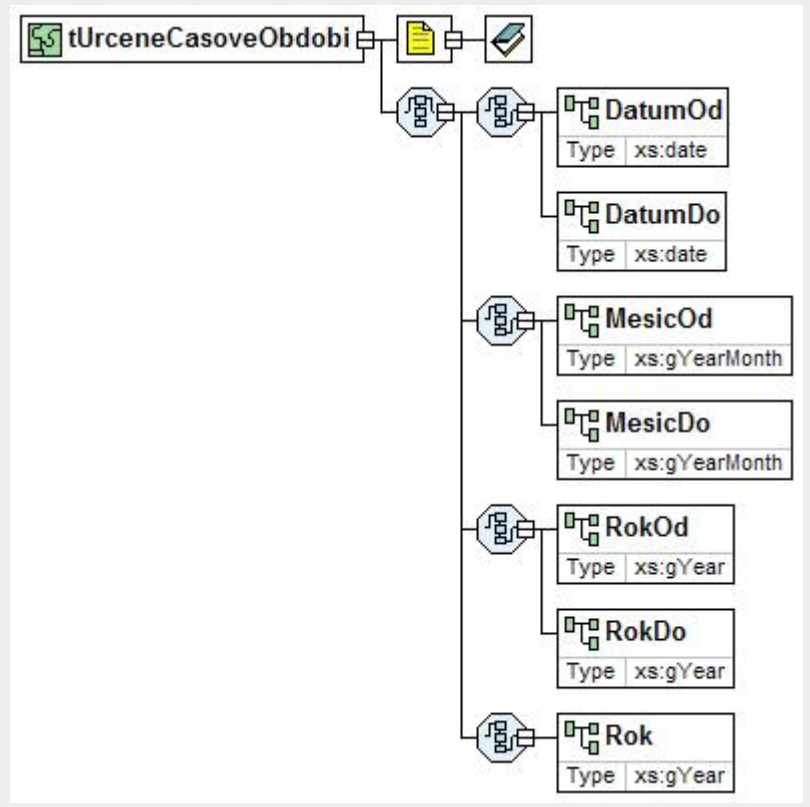 tUrceneCasoveObdobi
DatumOd
Type xs:date
DatumDo
Type xs:date
MesicOd
Type xs:gYearMonth
MesicDo
Type xs:gYearMonth
RokOd
Type xs:gYear
RokDo
Type xs:gYear
Rok
Type xs:gYear